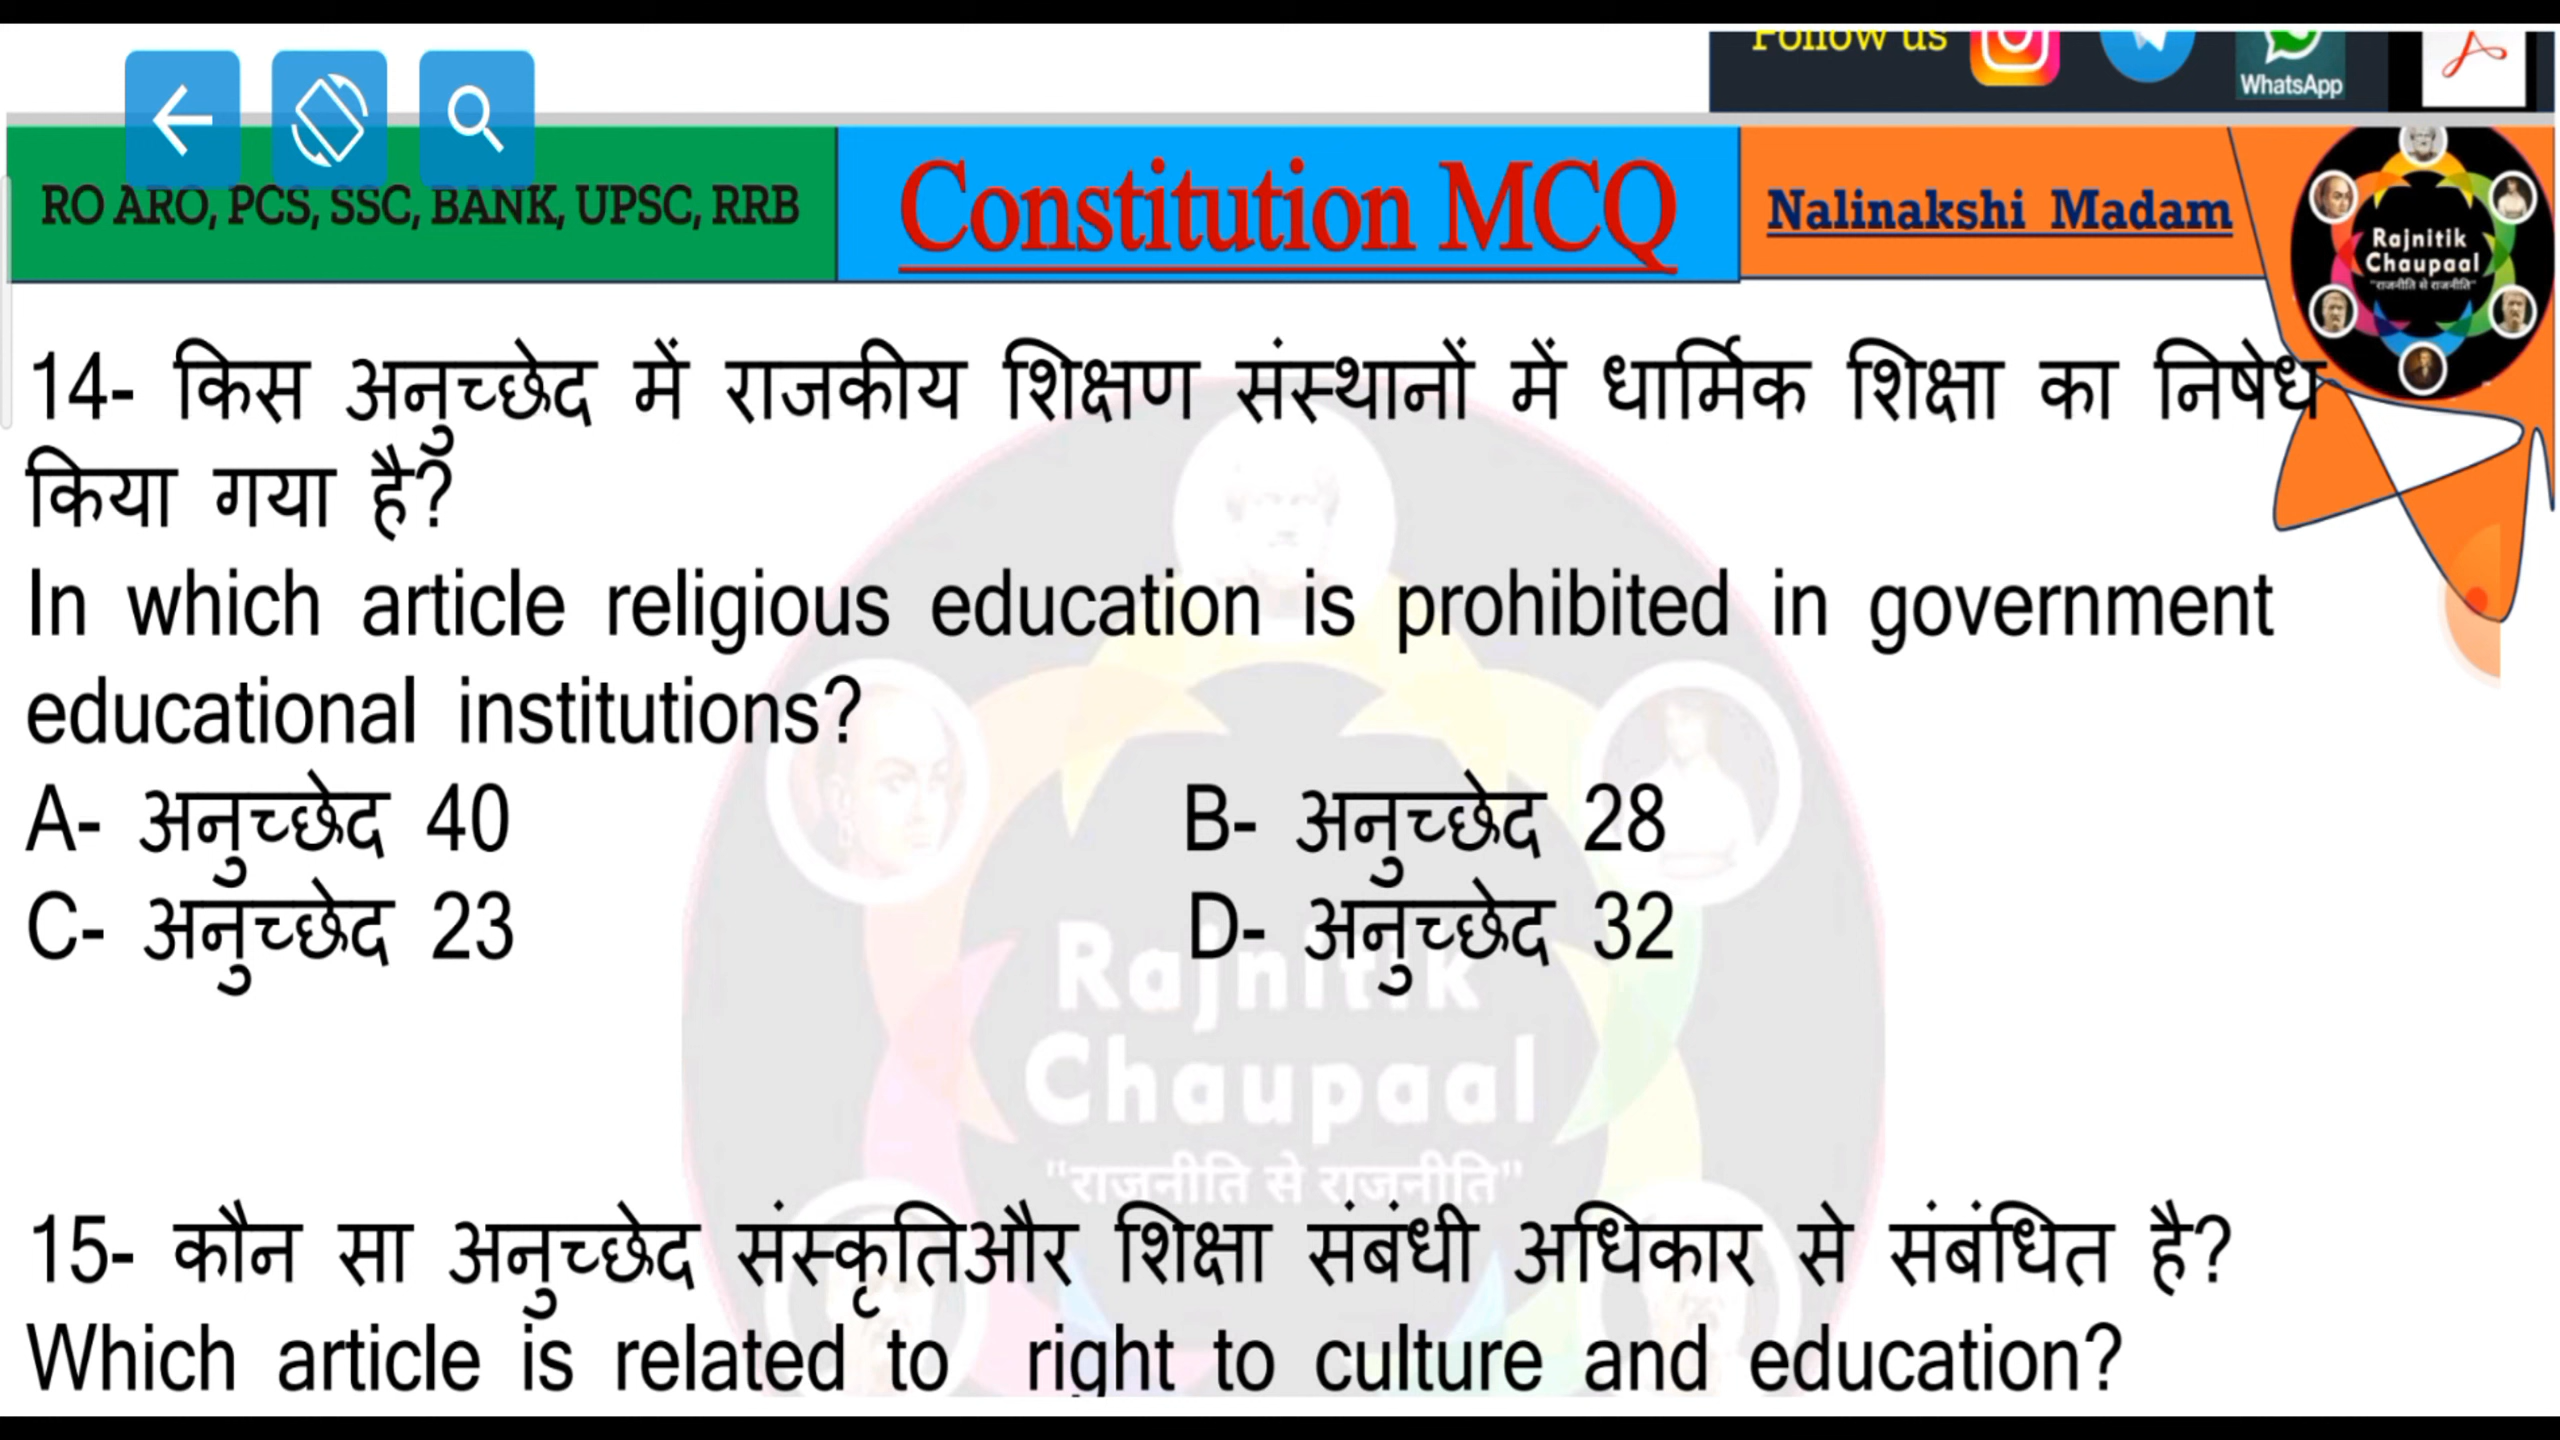 Follow us
WhatsApp
RO ARO, PCS, SSC, BANK, UPSC, RRB
Constitution MCQ
Nalinakshi Madam
Rajnitik
Chaupaal
"राजनीति से राजनीति"
14- किस अनुच्छेद में राजकीय शिक्षण संस्थानों में धार्मिक शिक्षा का निषेध
किया गया है?
In which article religious education is prohibited in government
educational institutions?
A- अनुच्छेद 40 B- अनुच्छेद 28
C- अनुच्छेद 23 D- अनुच्छेद 32
Rajnitik
Chaupaal
"राजनीति से राजनीति"
15- कौन सा अनुच्छेद संस्कृतिऔर शिक्षा संबंधी अधिकार से संबंधित है?
Which article is related to right to culture and education?